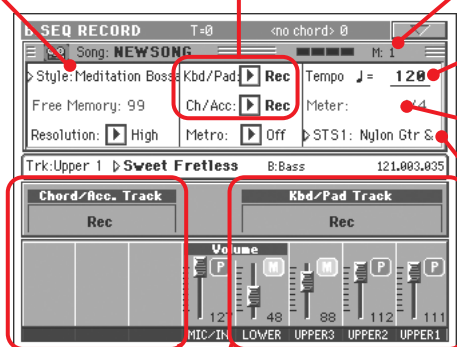 B.SEQ RECORD T=0 <no chord> 0
Song: NEWSONG M: 1
Style: Meditation Bosse Kbd/Pad: Rec Tempo ♩= 120
Free Memory: 99 Ch/Acc: Rec Meter: /4
Resolution: High Metro: Off STS1: Nylon Gtr &
Trk:Upper 1 Sweet Fretless B:Bass 121.003.035
Chord/Acc. Track Kbd/Pad Track
Rec Rec
Volume
P M M P P
127 48 88 112 111
MIC/IN LOWER UPPER3 UPPER2 UPPER1